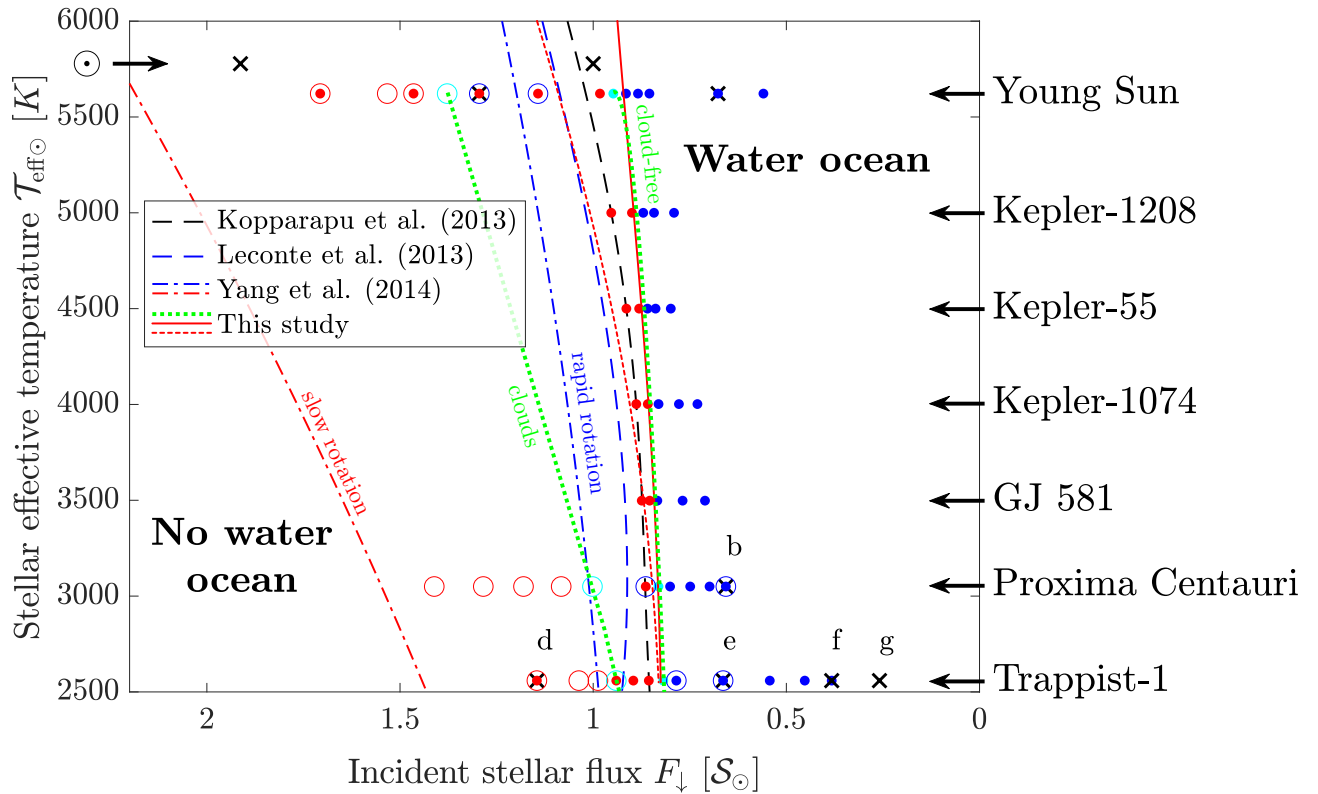 6000
5500
5000
4500
4000
3500
3000
2500
Stellar effective temperature 𝒯eff⊙ [K]
2
1.5
1
0.5
0
Incident stellar flux F↓ [𝒮⊙]
Young Sun
Kepler-1208
Kepler-55
Kepler-1074
GJ 581
Proxima Centauri
Trappist-1
Water ocean
cloud-free
Kopparapu et al. (2013)
Leconte et al. (2013)
Yang et al. (2014)
This study
slow rotation
clouds
rapid rotation
No water
ocean
b
d
e
f
g